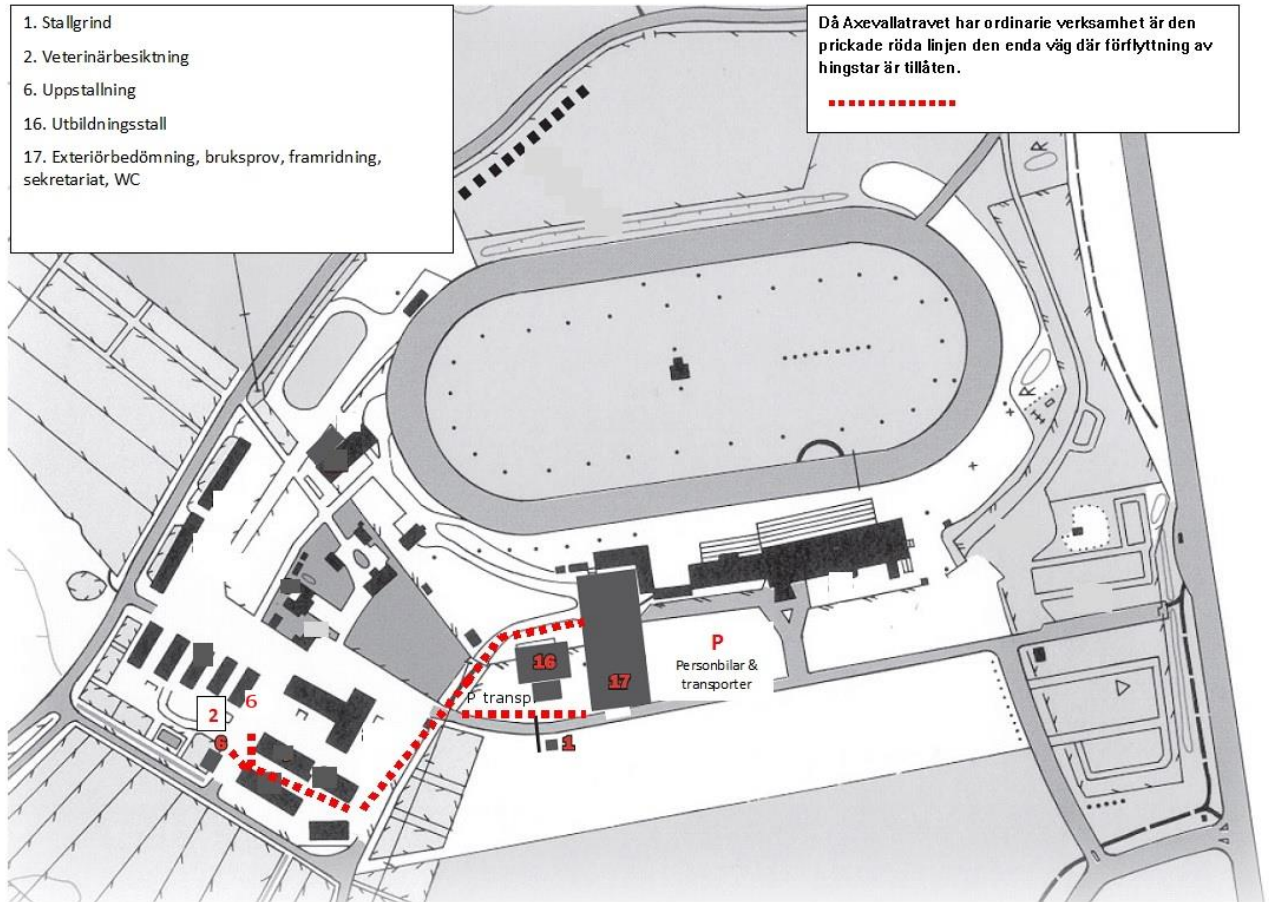 1. Stallgrind
2. Veterinärbesiktning
6. Uppstallning
16. Utbildningsstall
17. Exteriörbedömning, bruksprov, framridning,
sekretariat, WC
Då Axevallatravet har ordinarie verksamhet är den
prickade röda linjen den enda väg där förflyttning av
hingstar är tillåten.
R
R
16
17
P
Personbilar &
transporter
P transp
6
2
6
1